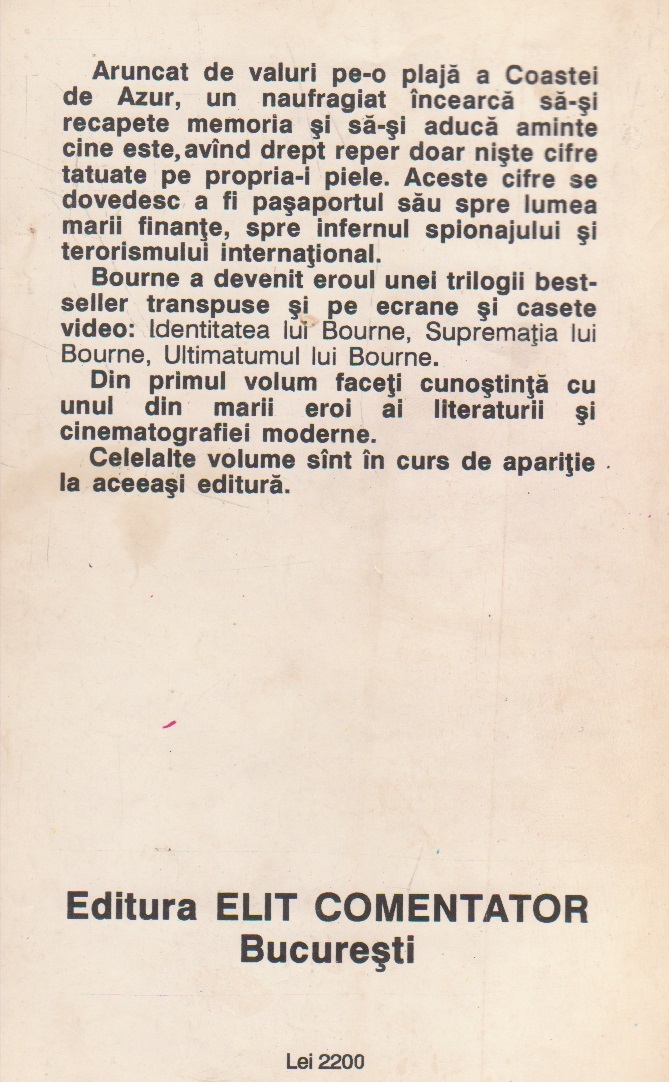 Aruncat de valuri pe-o plajă a Coastei
de Azur, un naufragiat încearcă să-şi
recapete memoria şi să-şi aducă aminte
cine este, avînd drept reper doar nişte cifre
tatuate pe propria-i piele. Aceste cifre se
dovedesc a fi paşaportul său spre lumea
marii finanţe, spre infernul spionajului şi
terorismului internaţional.
Bourne a devenit eroul unei trilogii best-
seller transpuse şi pe ecrane şi casete
video: Identitatea lui Bourne, Supremaţia lui
Bourne, Ultimatumul lui Bourne.
Din primul volum faceţi cunoştinţă cu
unul din marii eroi ai literaturii şi
cinematografiei moderne.
Celelalte volume sînt în curs de apariţie
la aceeaşi editură.
Editura ELIT COMENTATOR
Bucureşti
Lei 2200